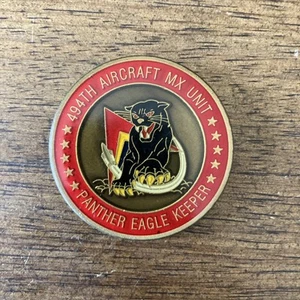 494TH AIRCRAFT MX UNIT
PANTHER EAGLE KEEPER